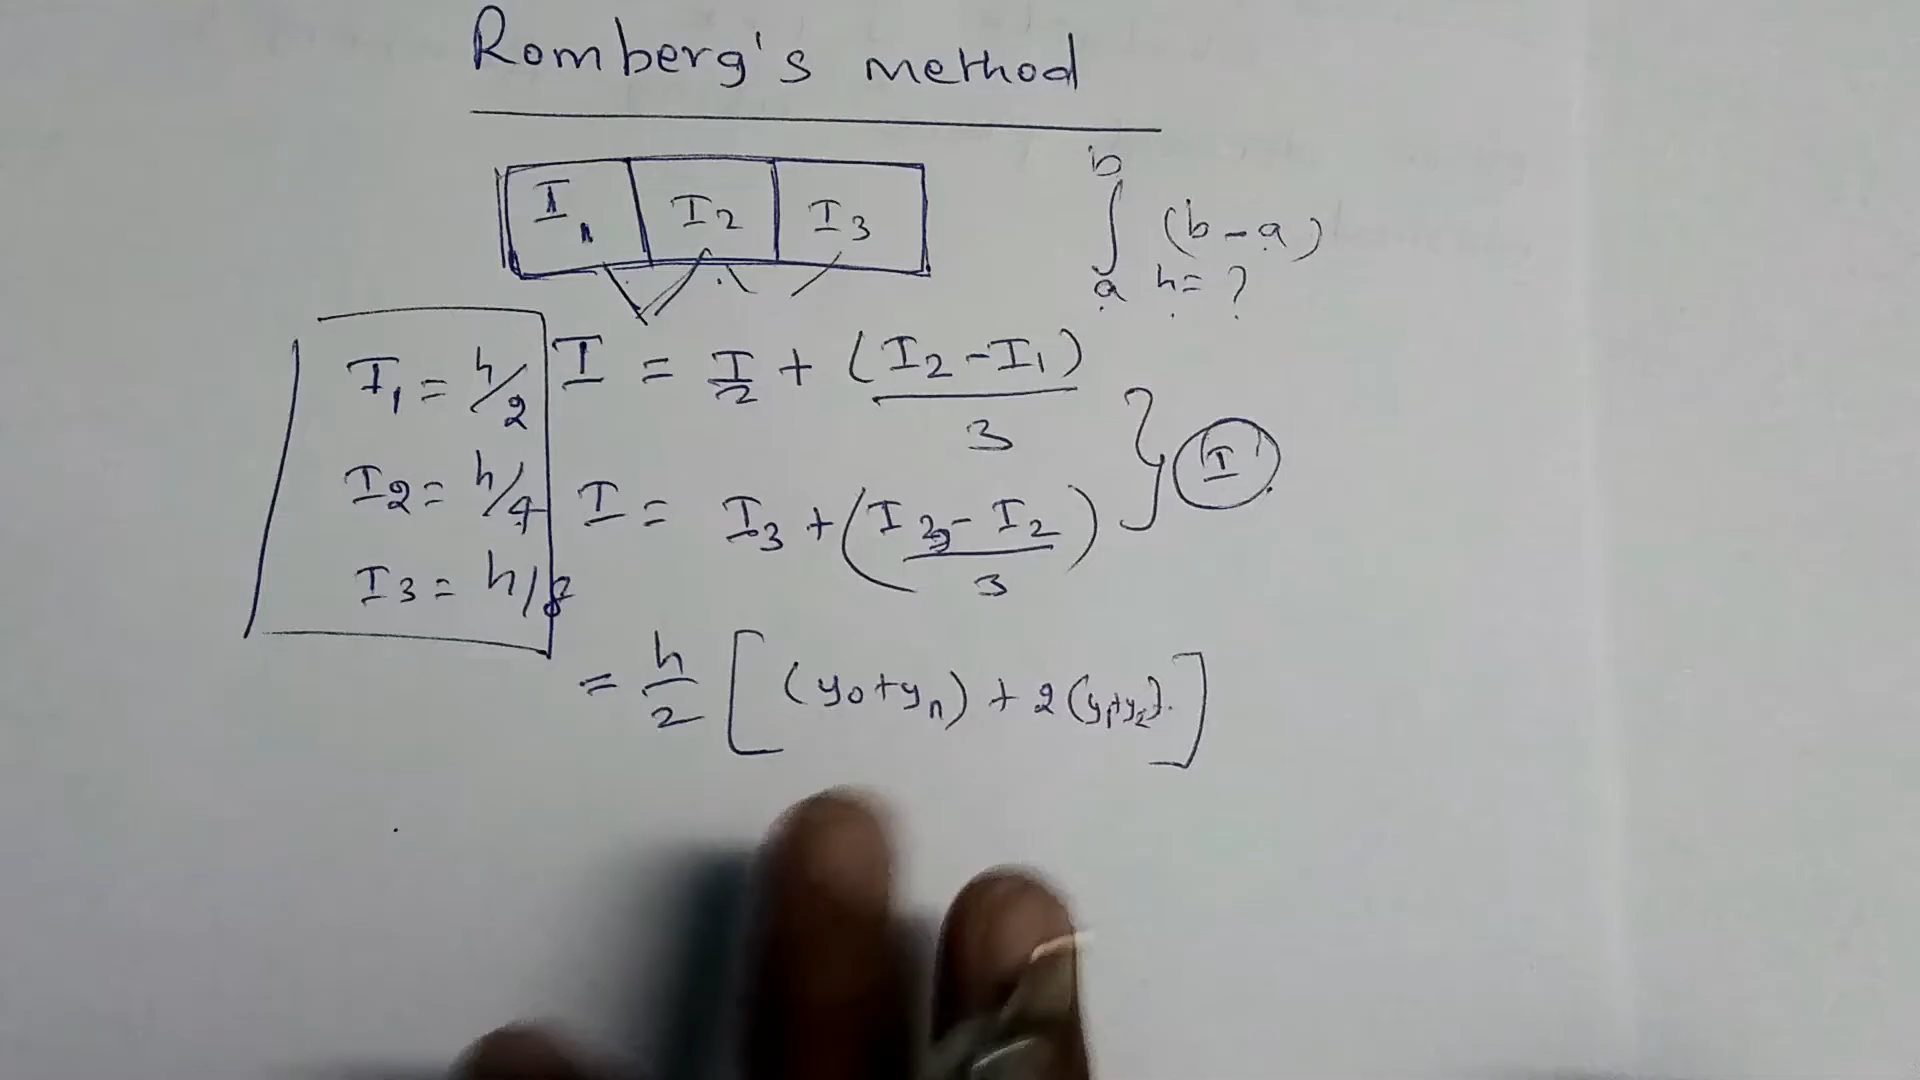 Romberg's method
I1 I2 I3
b
∫ (b-a)
a h= ?
I1 = h/2
I = I2 + (I2 - I1)/3
I2 = h/4
I = I3 + (I3 - I2/3)
I
I3 = h/8
= h/2 [(y0+yn) + 2(y1+y2).]